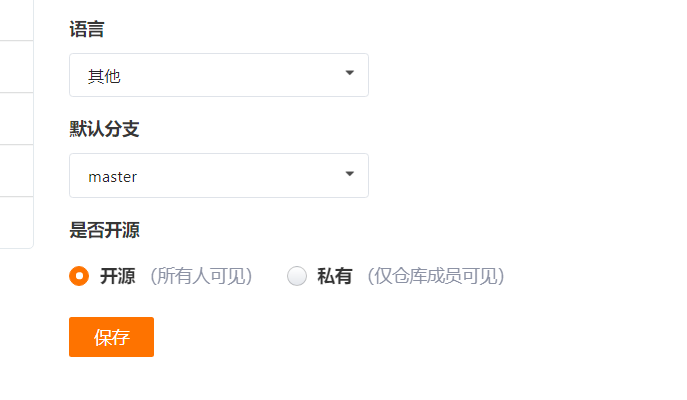 语言
其他
默认分支
master
是否开源
开源 (所有人可见) 私有 (仅仓库成员可见)
保存